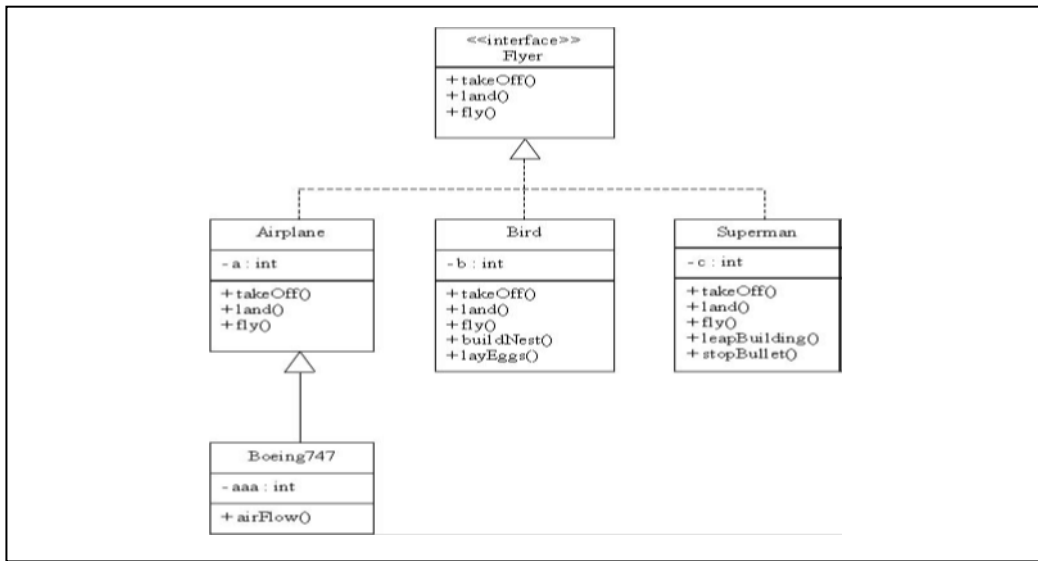 <<interface>>
Flyer
+takeOff()
+land()
+fly()
Airplane
-a : int
+takeOff()
+land()
+fly()
Bird
-b : int
+takeOff()
+land()
+fly()
+buildNest()
+layEggs()
Superman
-c : int
+takeOff()
+land()
+fly()
+leapBuilding()
+stopBullet()
Boeing747
-aaa : int
+airFlow()